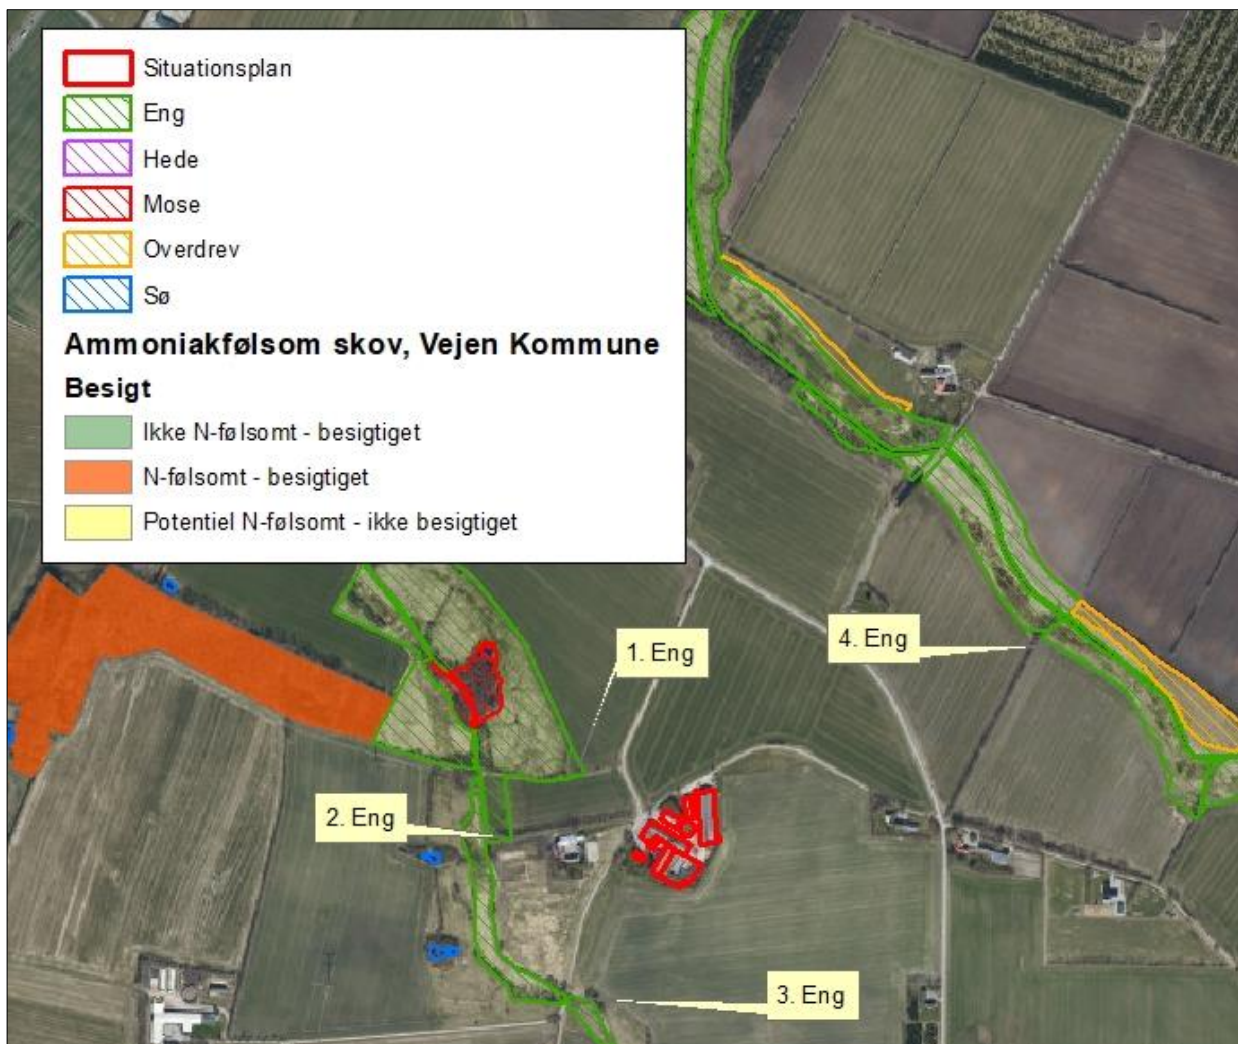 Situationsplan
Eng
Hede
Mose
Overdrev
Sø
Ammoniakfølsom skov, Vejen Kommune
Besigt
Ikke N-følsomt - besigtiget
N-følsomt - besigtiget
Potentiel N-følsomt - ikke besigtiget
1. Eng
4. Eng
2. Eng
3. Eng